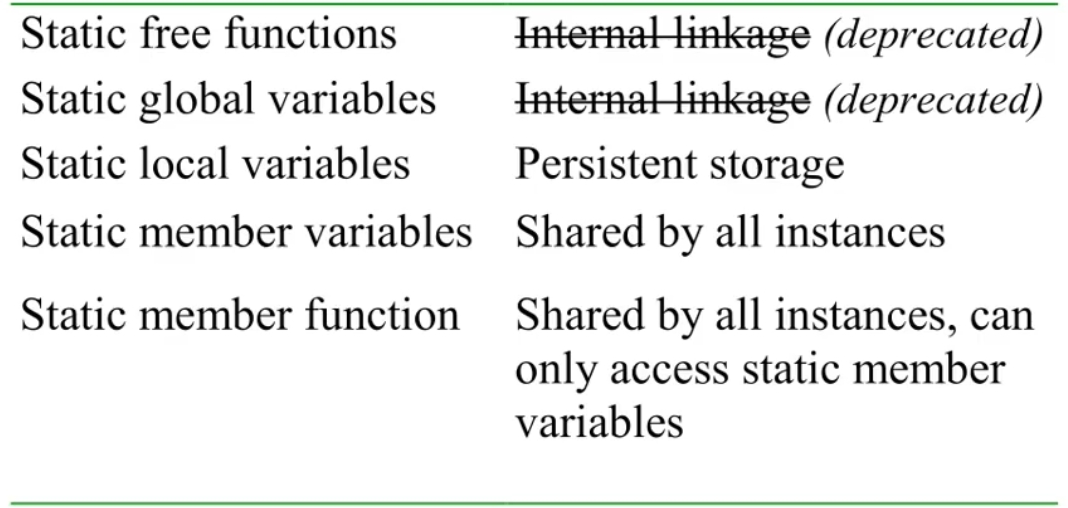 Static free functions Internal linkage (deprecated)
Static global variables Internal linkage (deprecated)
Static local variables Persistent storage
Static member variables Shared by all instances
Static member function Shared by all instances, can
only access static member
variables